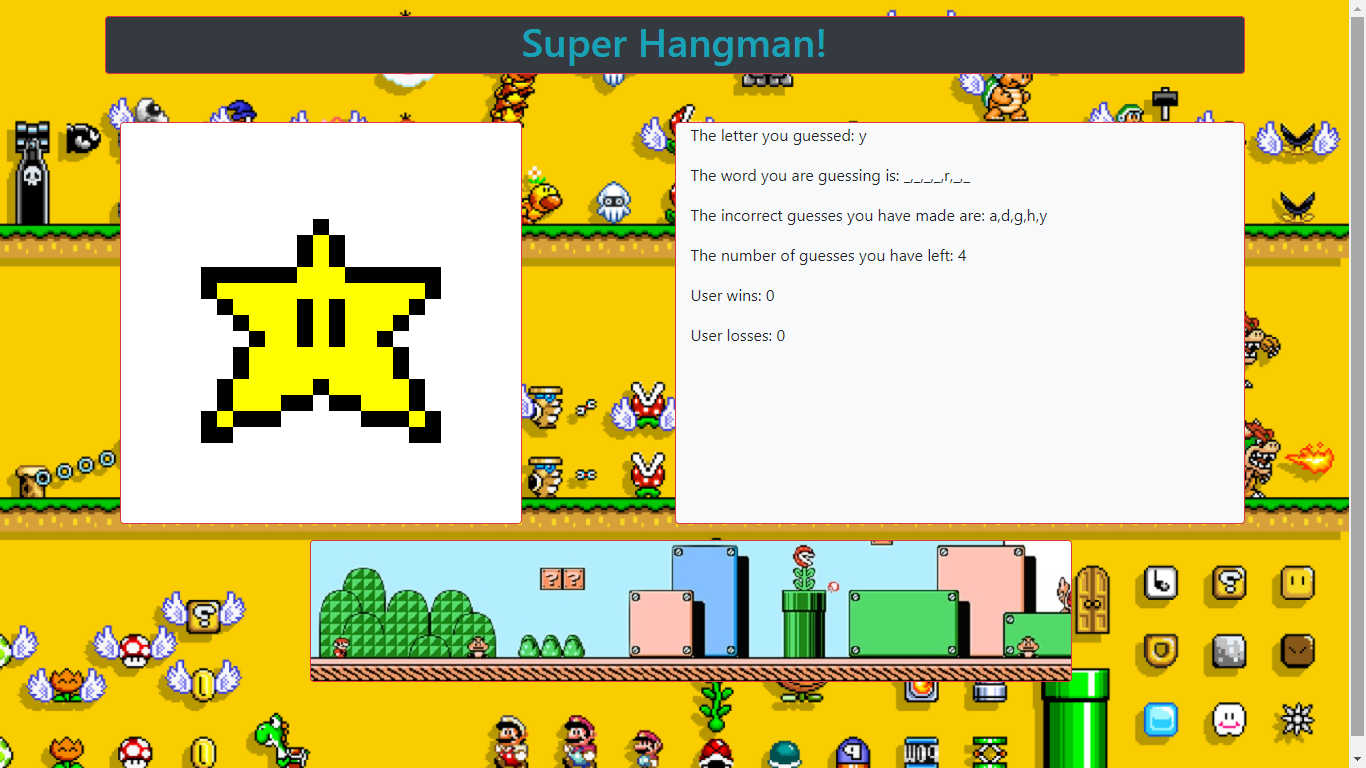 Super Hangman!
The letter you guessed: y
The word you are guessing is: _,_,_,_,r,_,_
The incorrect guesses you have made are: a,d,g,h,y
The number of guesses you have left: 4
User wins: 0
User losses: 0
? ?
?
?
P